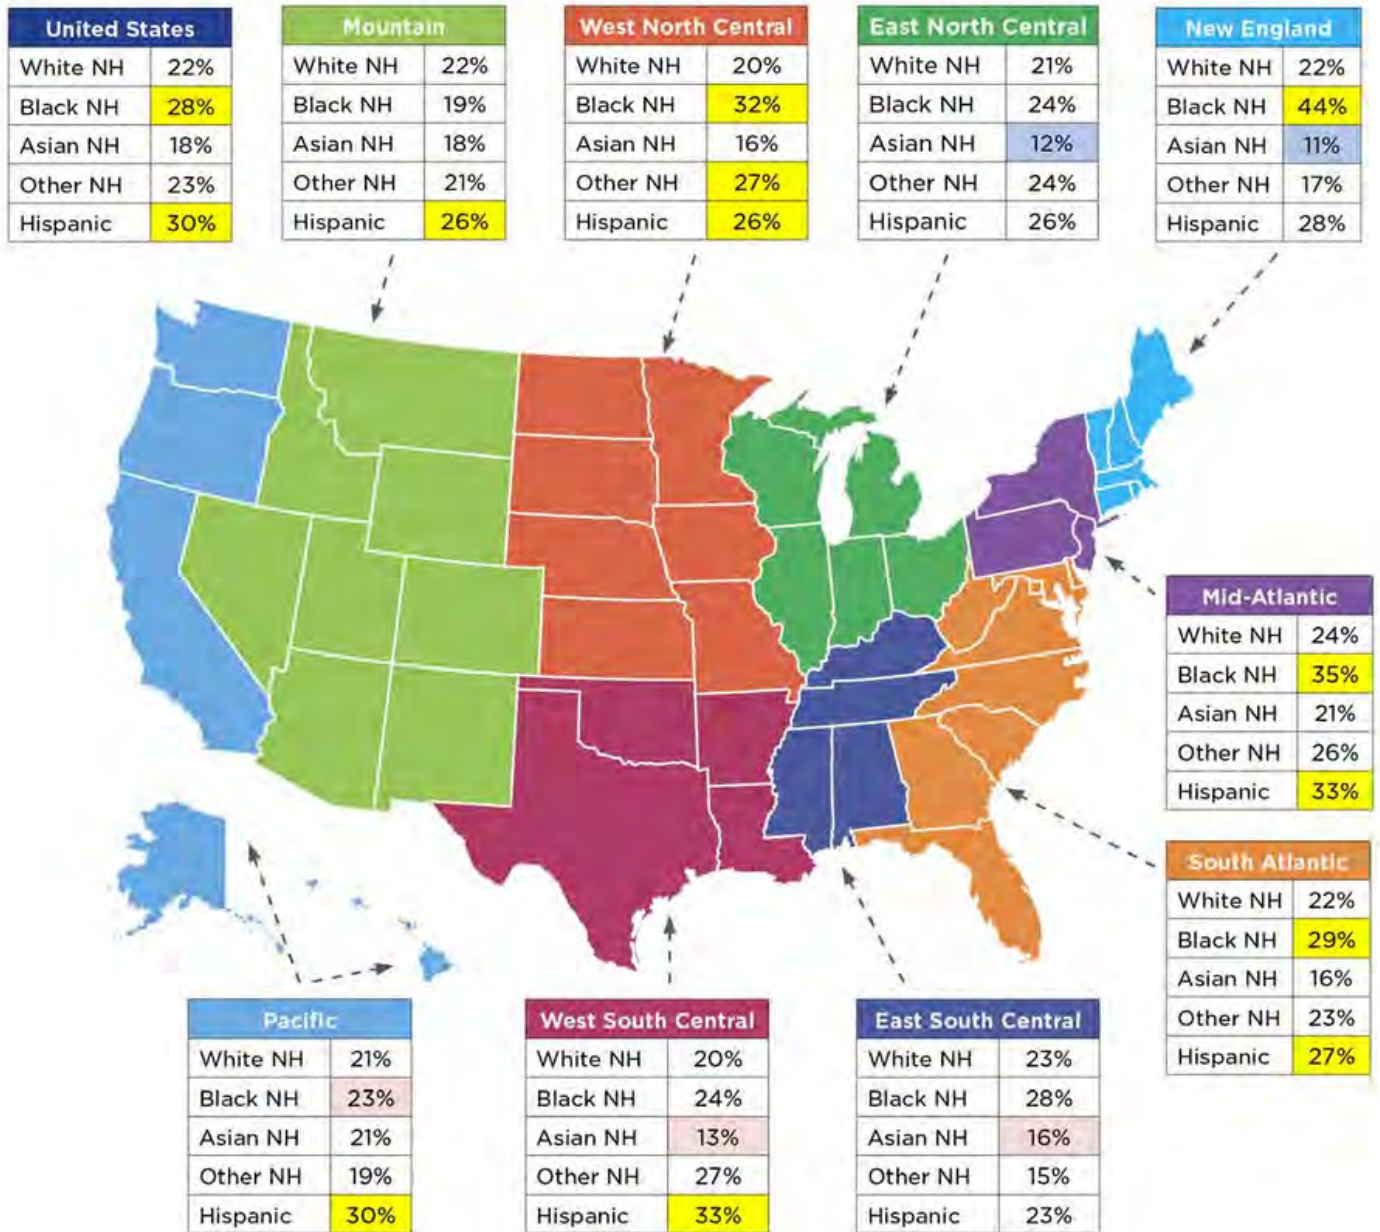 United States
White NH 22%
Black NH 28%
Asian NH 18%
Other NH 23%
Hispanic 30%
Mountain
White NH 22%
Black NH 19%
Asian NH 18%
Other NH 21%
Hispanic 26%
West North Central
White NH 20%
Black NH 32%
Asian NH 16%
Other NH 27%
Hispanic 26%
East North Central
White NH 21%
Black NH 24%
Asian NH 12%
Other NH 24%
Hispanic 26%
New England
White NH 22%
Black NH 44%
Asian NH 11%
Other NH 17%
Hispanic 28%
Mid-Atlantic
White NH 24%
Black NH 35%
Asian NH 21%
Other NH 26%
Hispanic 33%
South Atlantic
White NH 22%
Black NH 29%
Asian NH 16%
Other NH 23%
Hispanic 27%
Pacific
White NH 21%
Black NH 23%
Asian NH 21%
Other NH 19%
Hispanic 30%
West South Central
White NH 20%
Black NH 24%
Asian NH 13%
Other NH 27%
Hispanic 33%
East South Central
White NH 23%
Black NH 28%
Asian NH 16%
Other NH 15%
Hispanic 23%